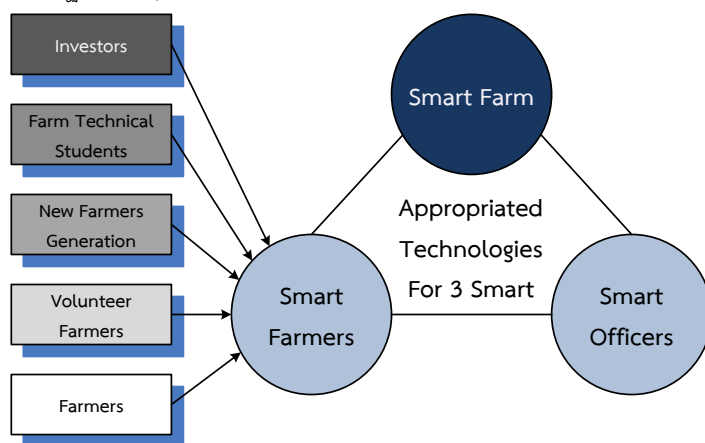 Investors
Farm Technical
Students
New Farmers
Generation
Volunteer
Farmers
Farmers
Smart Farm
Appropriated
Technologies
For 3 Smart
Smart
Farmers
Smart
Officers